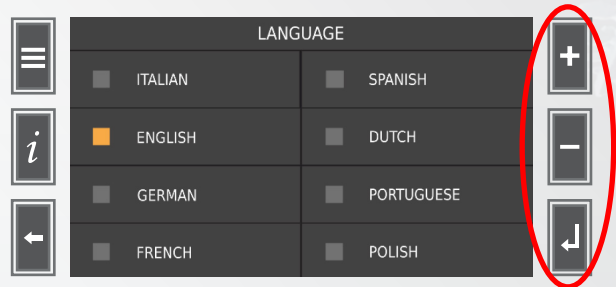 LANGUAGE
ITALIAN
SPANISH
ENGLISH
DUTCH
GERMAN
PORTUGUESE
FRENCH
POLISH
i
+
−